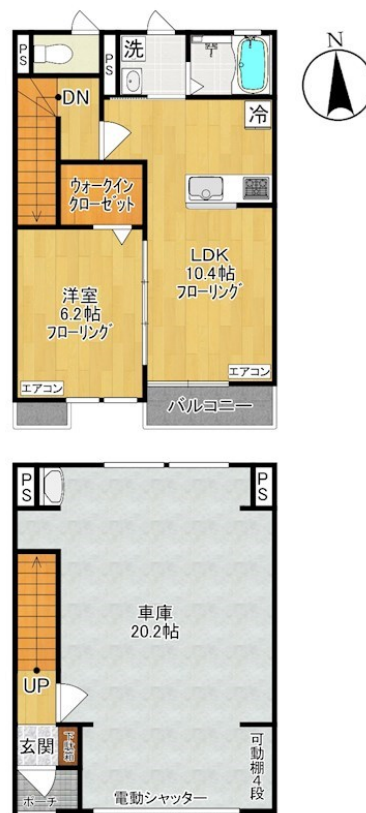 N
PS
PS
洗
DN
冷
ウォークイン
クローゼット
LDK
10.4帖
フローリング
洋室
6.2帖
フローリング
エアコン
エアコン
バルコニー
PS
PS
車庫
20.2帖
UP
玄関
下駄箱
可動棚4段
ポーチ
電動シャッター